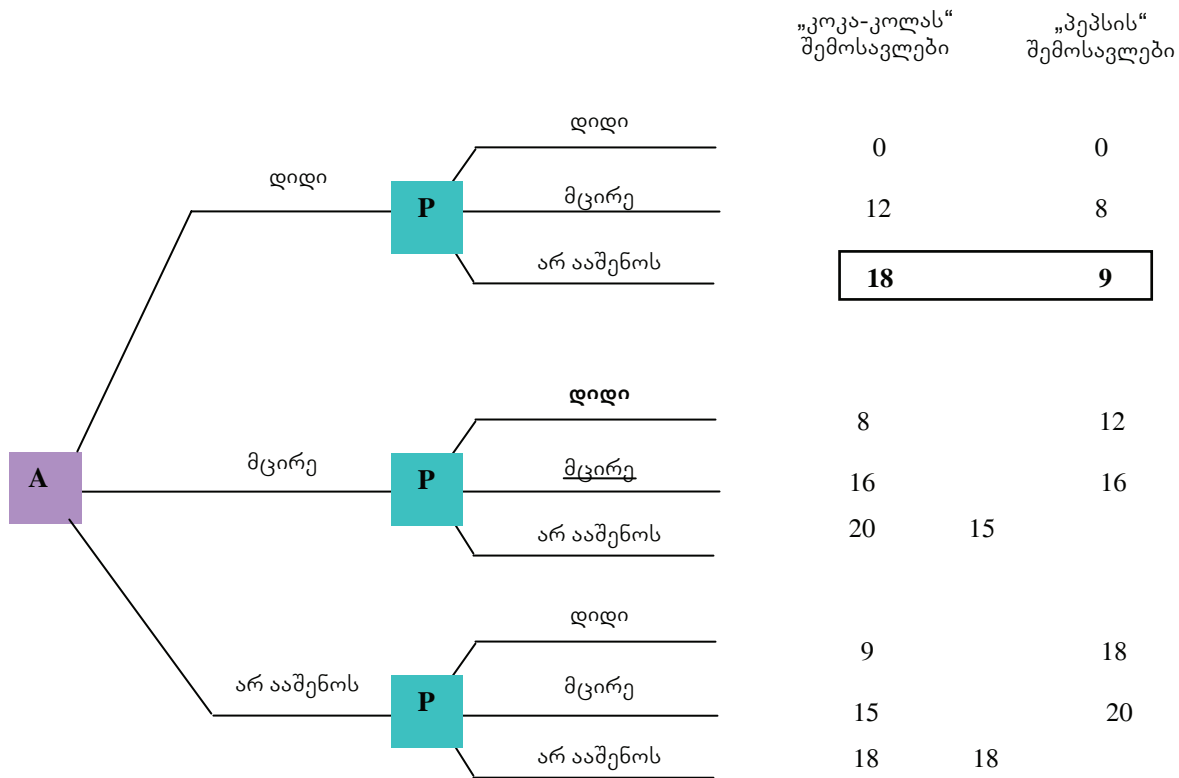 „კოკა-კოლას“ „პეპსის“
შემოსავლები შემოსავლები
დიდი
0 0
დიდი
P
მცირე
12 8
არ ააშენოს
18 9
დიდი
8 12
A
მცირე
P
მცირე
16 16
არ ააშენოს
20 15
დიდი
9 18
არ ააშენოს
P
მცირე
15 20
არ ააშენოს
18 18